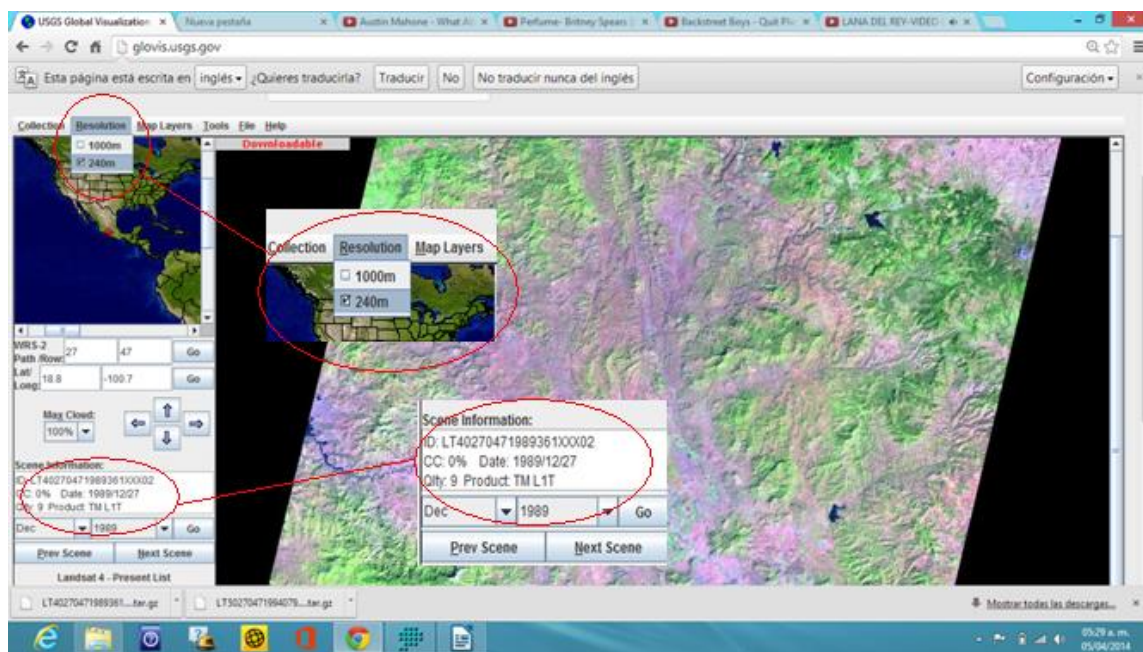 USGS Global Visualization
Nueva pestaña
Austin Mahone - What A
Perfume- Britney Spears
Backstreet Boys - Quit Pl
LANA DEL REY-VIDEO
glovis.usgs.gov
Esta página está escrita en inglés ¿Quieres traducirla? Traducir No No traducir nunca del inglés Configuración
Collection Resolution Map Layers Tools File Help
1000m
240m
Downloadable
Collection Resolution Map Layers
1000m
240m
WRS-2
Path /Row: 27 47 Go
Lat/
Long: 18.8 -100.7 Go
Max Cloud:
100%
Scene Information:
ID: LT40270471989361XXX02
CC: 0% Date: 1989/12/27
Qlty: 9 Product: TM L1T
Dec 1989 Go
Prev Scene Next Scene
Landsat 4 - Present List
Scene Information:
ID: LT40270471989361XXX02
CC: 0% Date: 1989/12/27
Qlty: 9 Product: TM L1T
Dec 1989 Go
Prev Scene Next Scene
LT40270471989361....tar.gz
LT50270471994079....tar.gz
Mostrar todas las descargas...
05:29 a. m.
05/04/2014